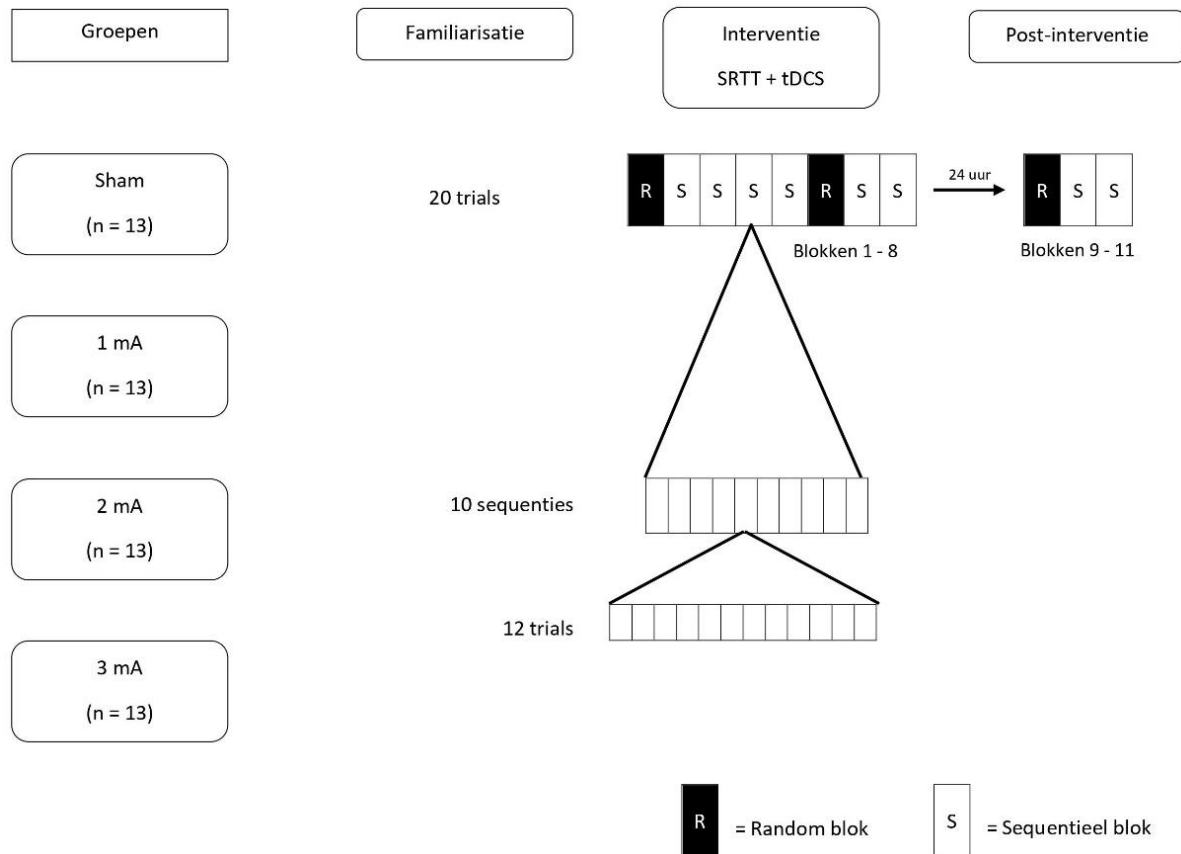 Groepen
Familiarisatie
Interventie
SRTT + tDCS
Post-interventie
Sham
(n = 13)
20 trials
R S S S S R S S
24 uur
R S S
Blokken 1 - 8
Blokken 9 - 11
1 mA
(n = 13)
2 mA
(n = 13)
10 sequenties
12 trials
3 mA
(n = 13)
R = Random blok
S = Sequentieel blok